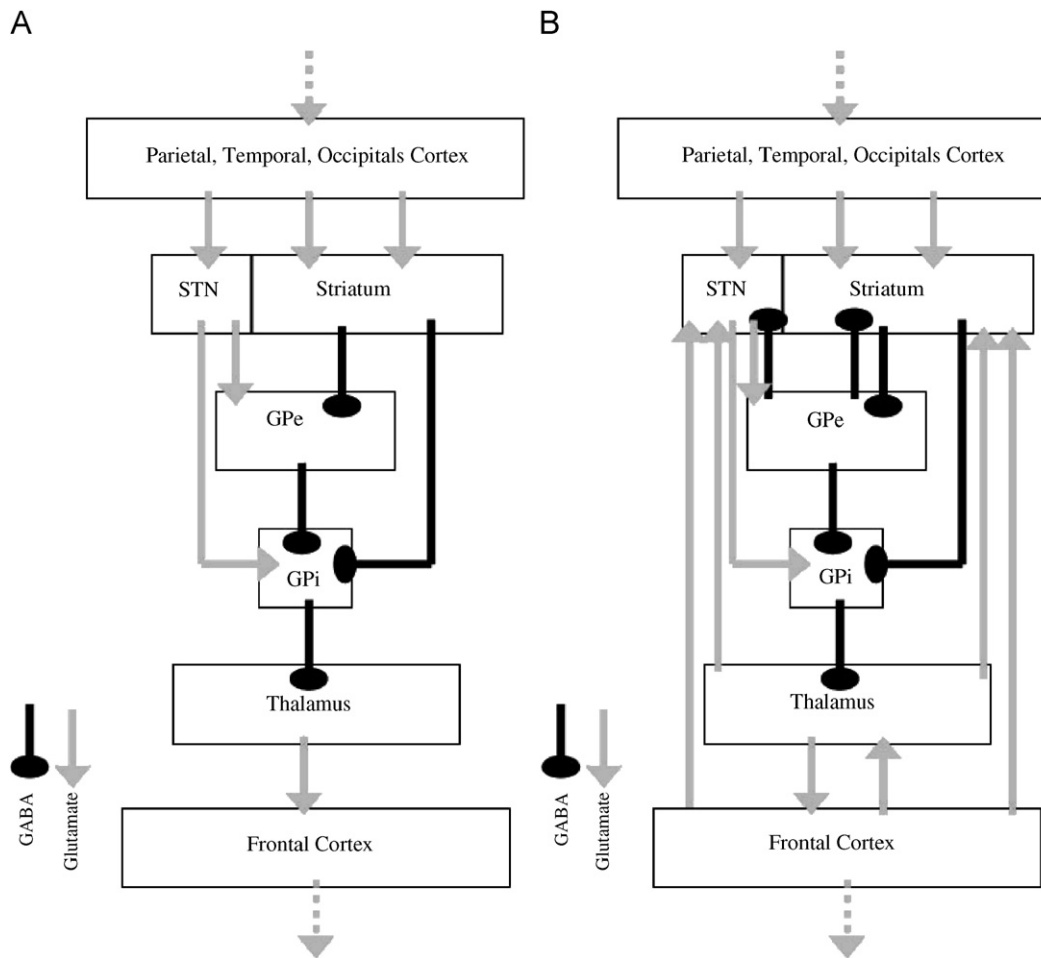 A
Parietal, Temporal, Occipitals Cortex
STN
Striatum
GPe
GPi
Thalamus
GABA
Glutamate
Frontal Cortex
B
Parietal, Temporal, Occipitals Cortex
STN
Striatum
GPe
GPi
Thalamus
GABA
Glutamate
Frontal Cortex